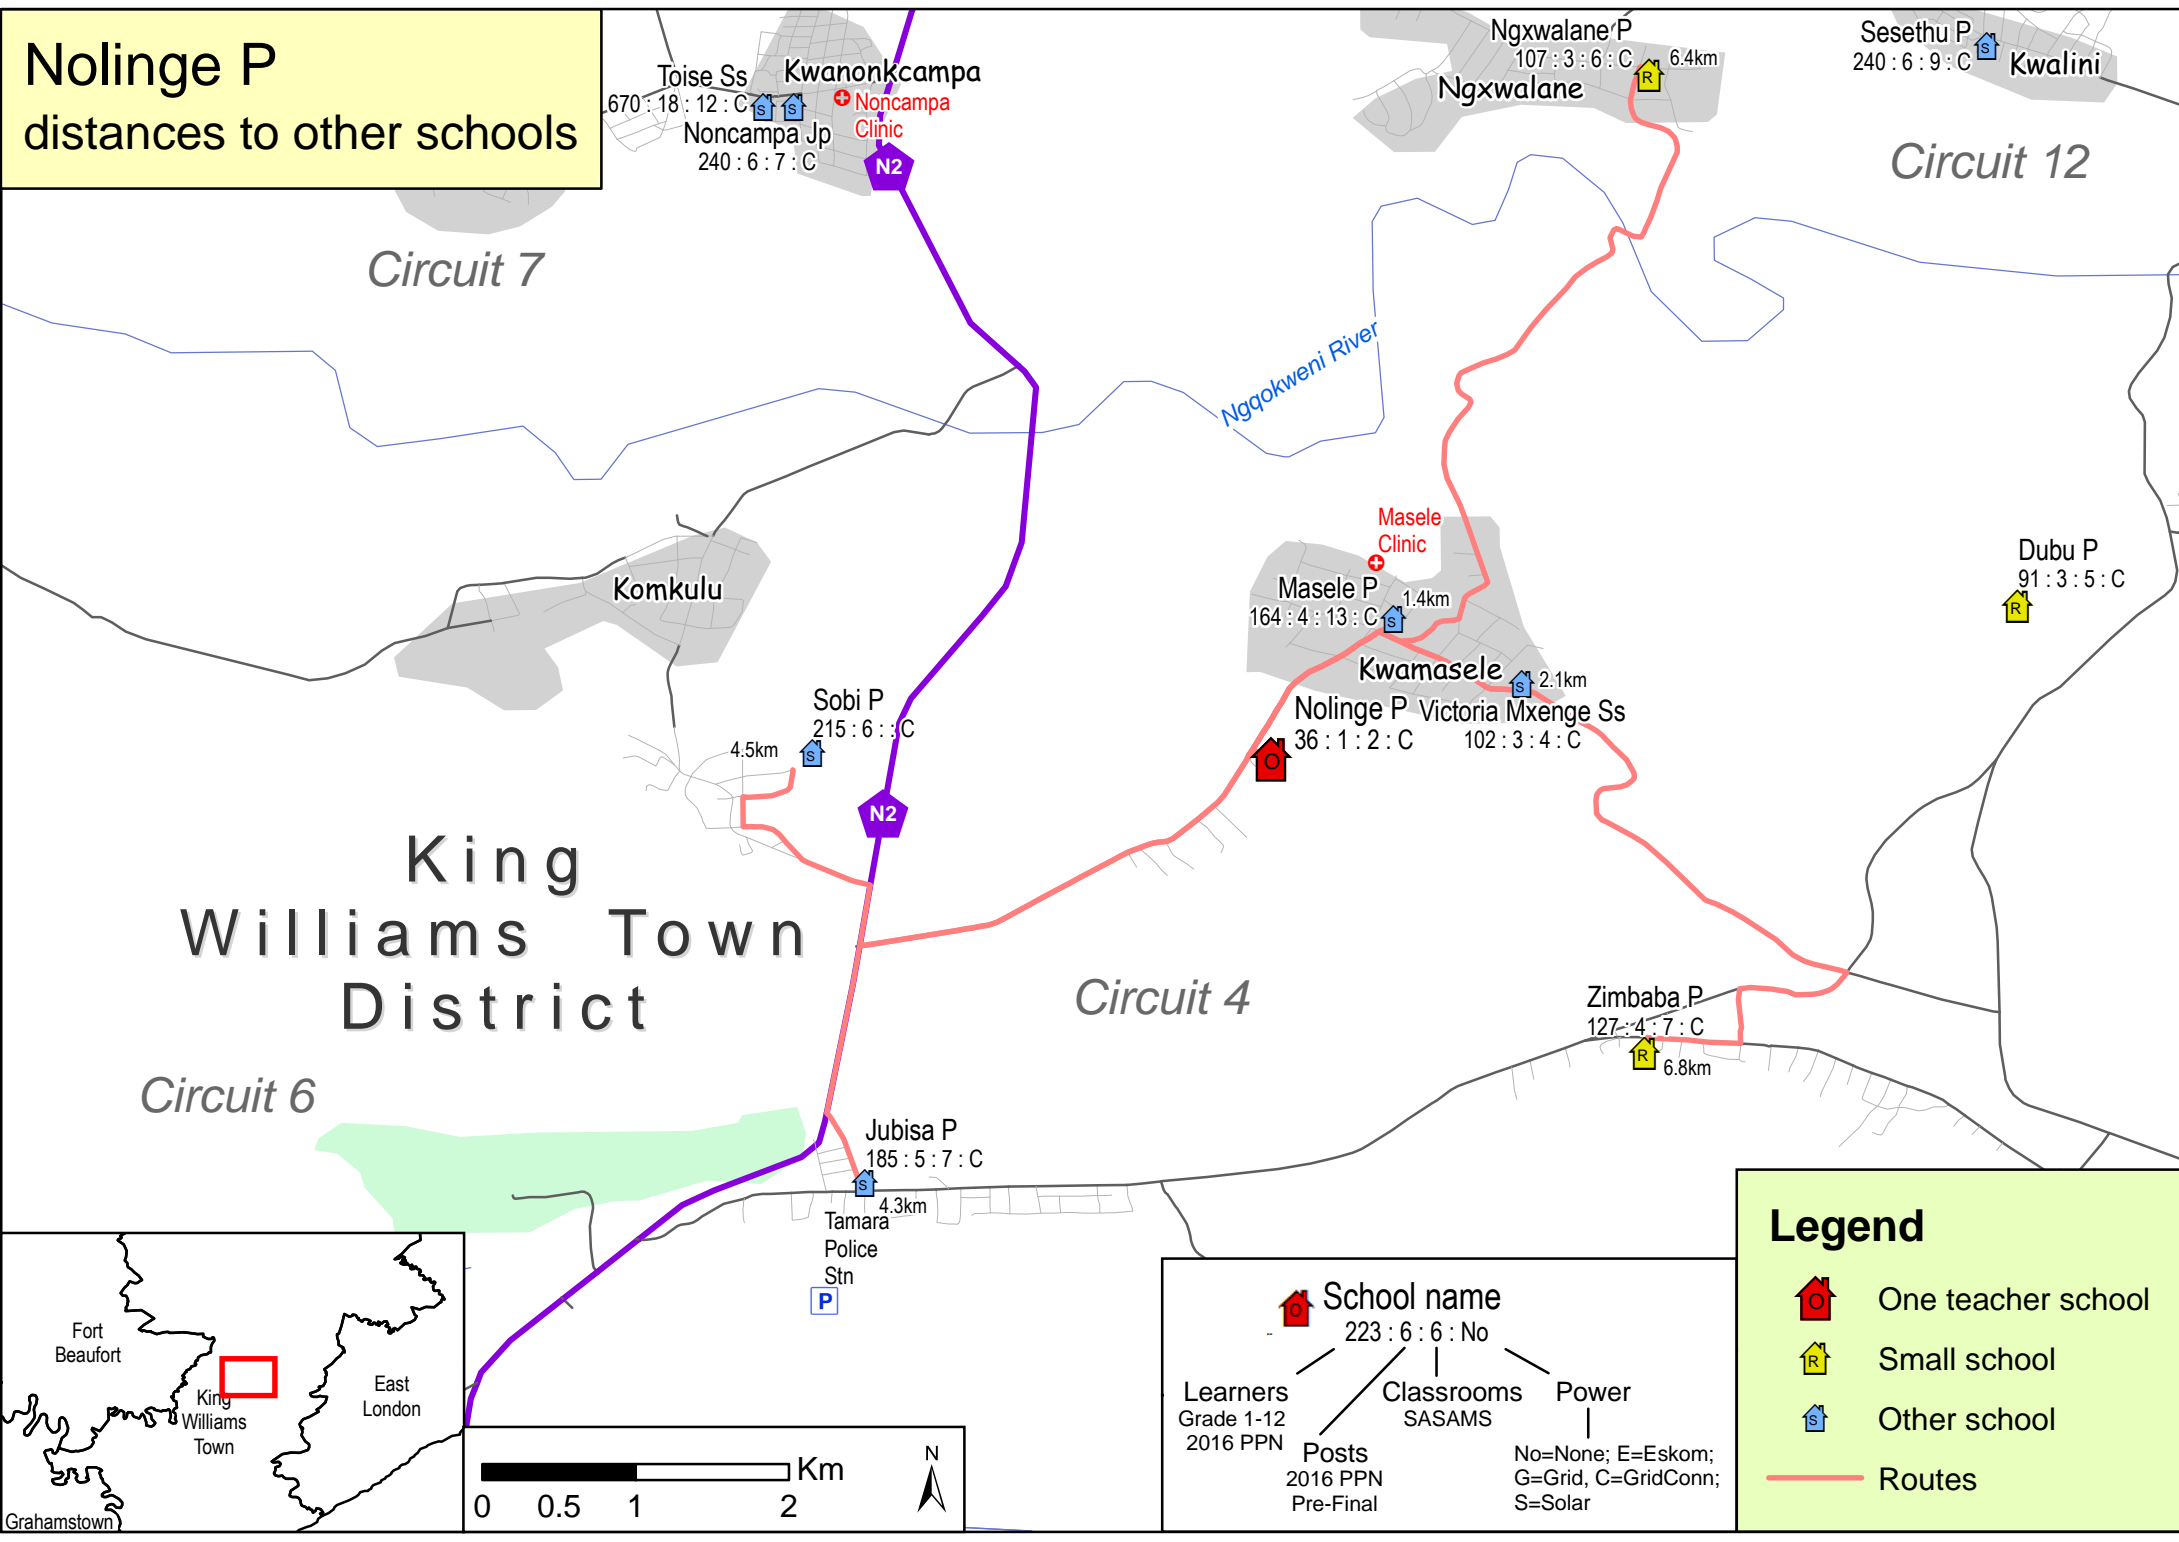 Nolinge P
distances to other schools
Toise Ss
670 : 18 : 12 : C
S
S
Kwanonkcampa
Noncampa
Clinic
Noncampa Jp
240 : 6 : 7 : C
N2
Ngxwalane P
107 : 3 : 6 : C
R
6.4km
Ngxwalane
Sesethu P
240 : 6 : 9 : C
S
Kwalini
Circuit 12
Circuit 7
Ngqokweni River
Masele
Clinic
Masele P
164 : 4 : 13 : C
S
1.4km
Dubu P
91 : 3 : 5 : C
R
Komkulu
Kwamasele
S
2.1km
Sobi P
215 : 6 : : C
S
4.5km
Nolinge P
36 : 1 : 2 : C
O
Victoria Mxenge Ss
102 : 3 : 4 : C
N2
King
Williams Town
District
Circuit 4
Zimbaba P
127 : 4 : 7 : C
R
6.8km
Circuit 6
Jubisa P
185 : 5 : 7 : C
S
4.3km
Tamara
Police
Stn
P
Fort
Beaufort
King
Williams
Town
East
London
Grahamstown
Km
0 0.5 1 2
N
O
School name
223 : 6 : 6 : No
Learners
Grade 1-12
2016 PPN
Posts
2016 PPN
Pre-Final
Classrooms
SASAMS
Power
No=None; E=Eskom;
G=Grid, C=GridConn;
S=Solar
Legend
O One teacher school
R Small school
S Other school
Routes